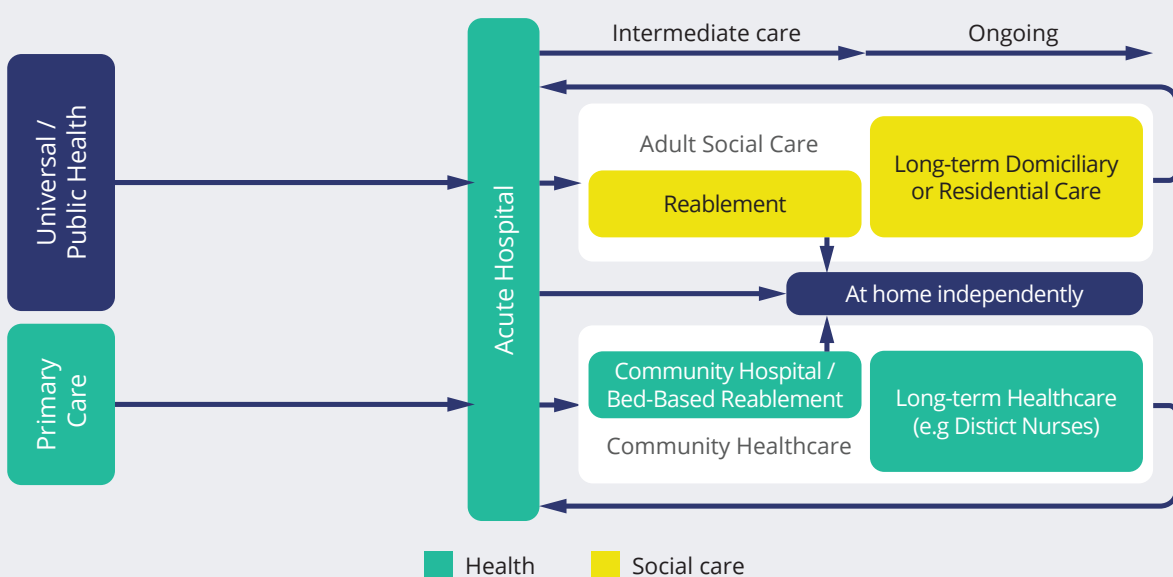 Intermediate care
Ongoing
Universal /
Public Health
Acute Hospital
Adult Social Care
Reablement
Long-term Domiciliary
or Residential Care
At home independently
Primary
Care
Community Hospital /
Bed-Based Reablement
Community Healthcare
Long-term Healthcare
(e.g Distict Nurses)
Health
Social care